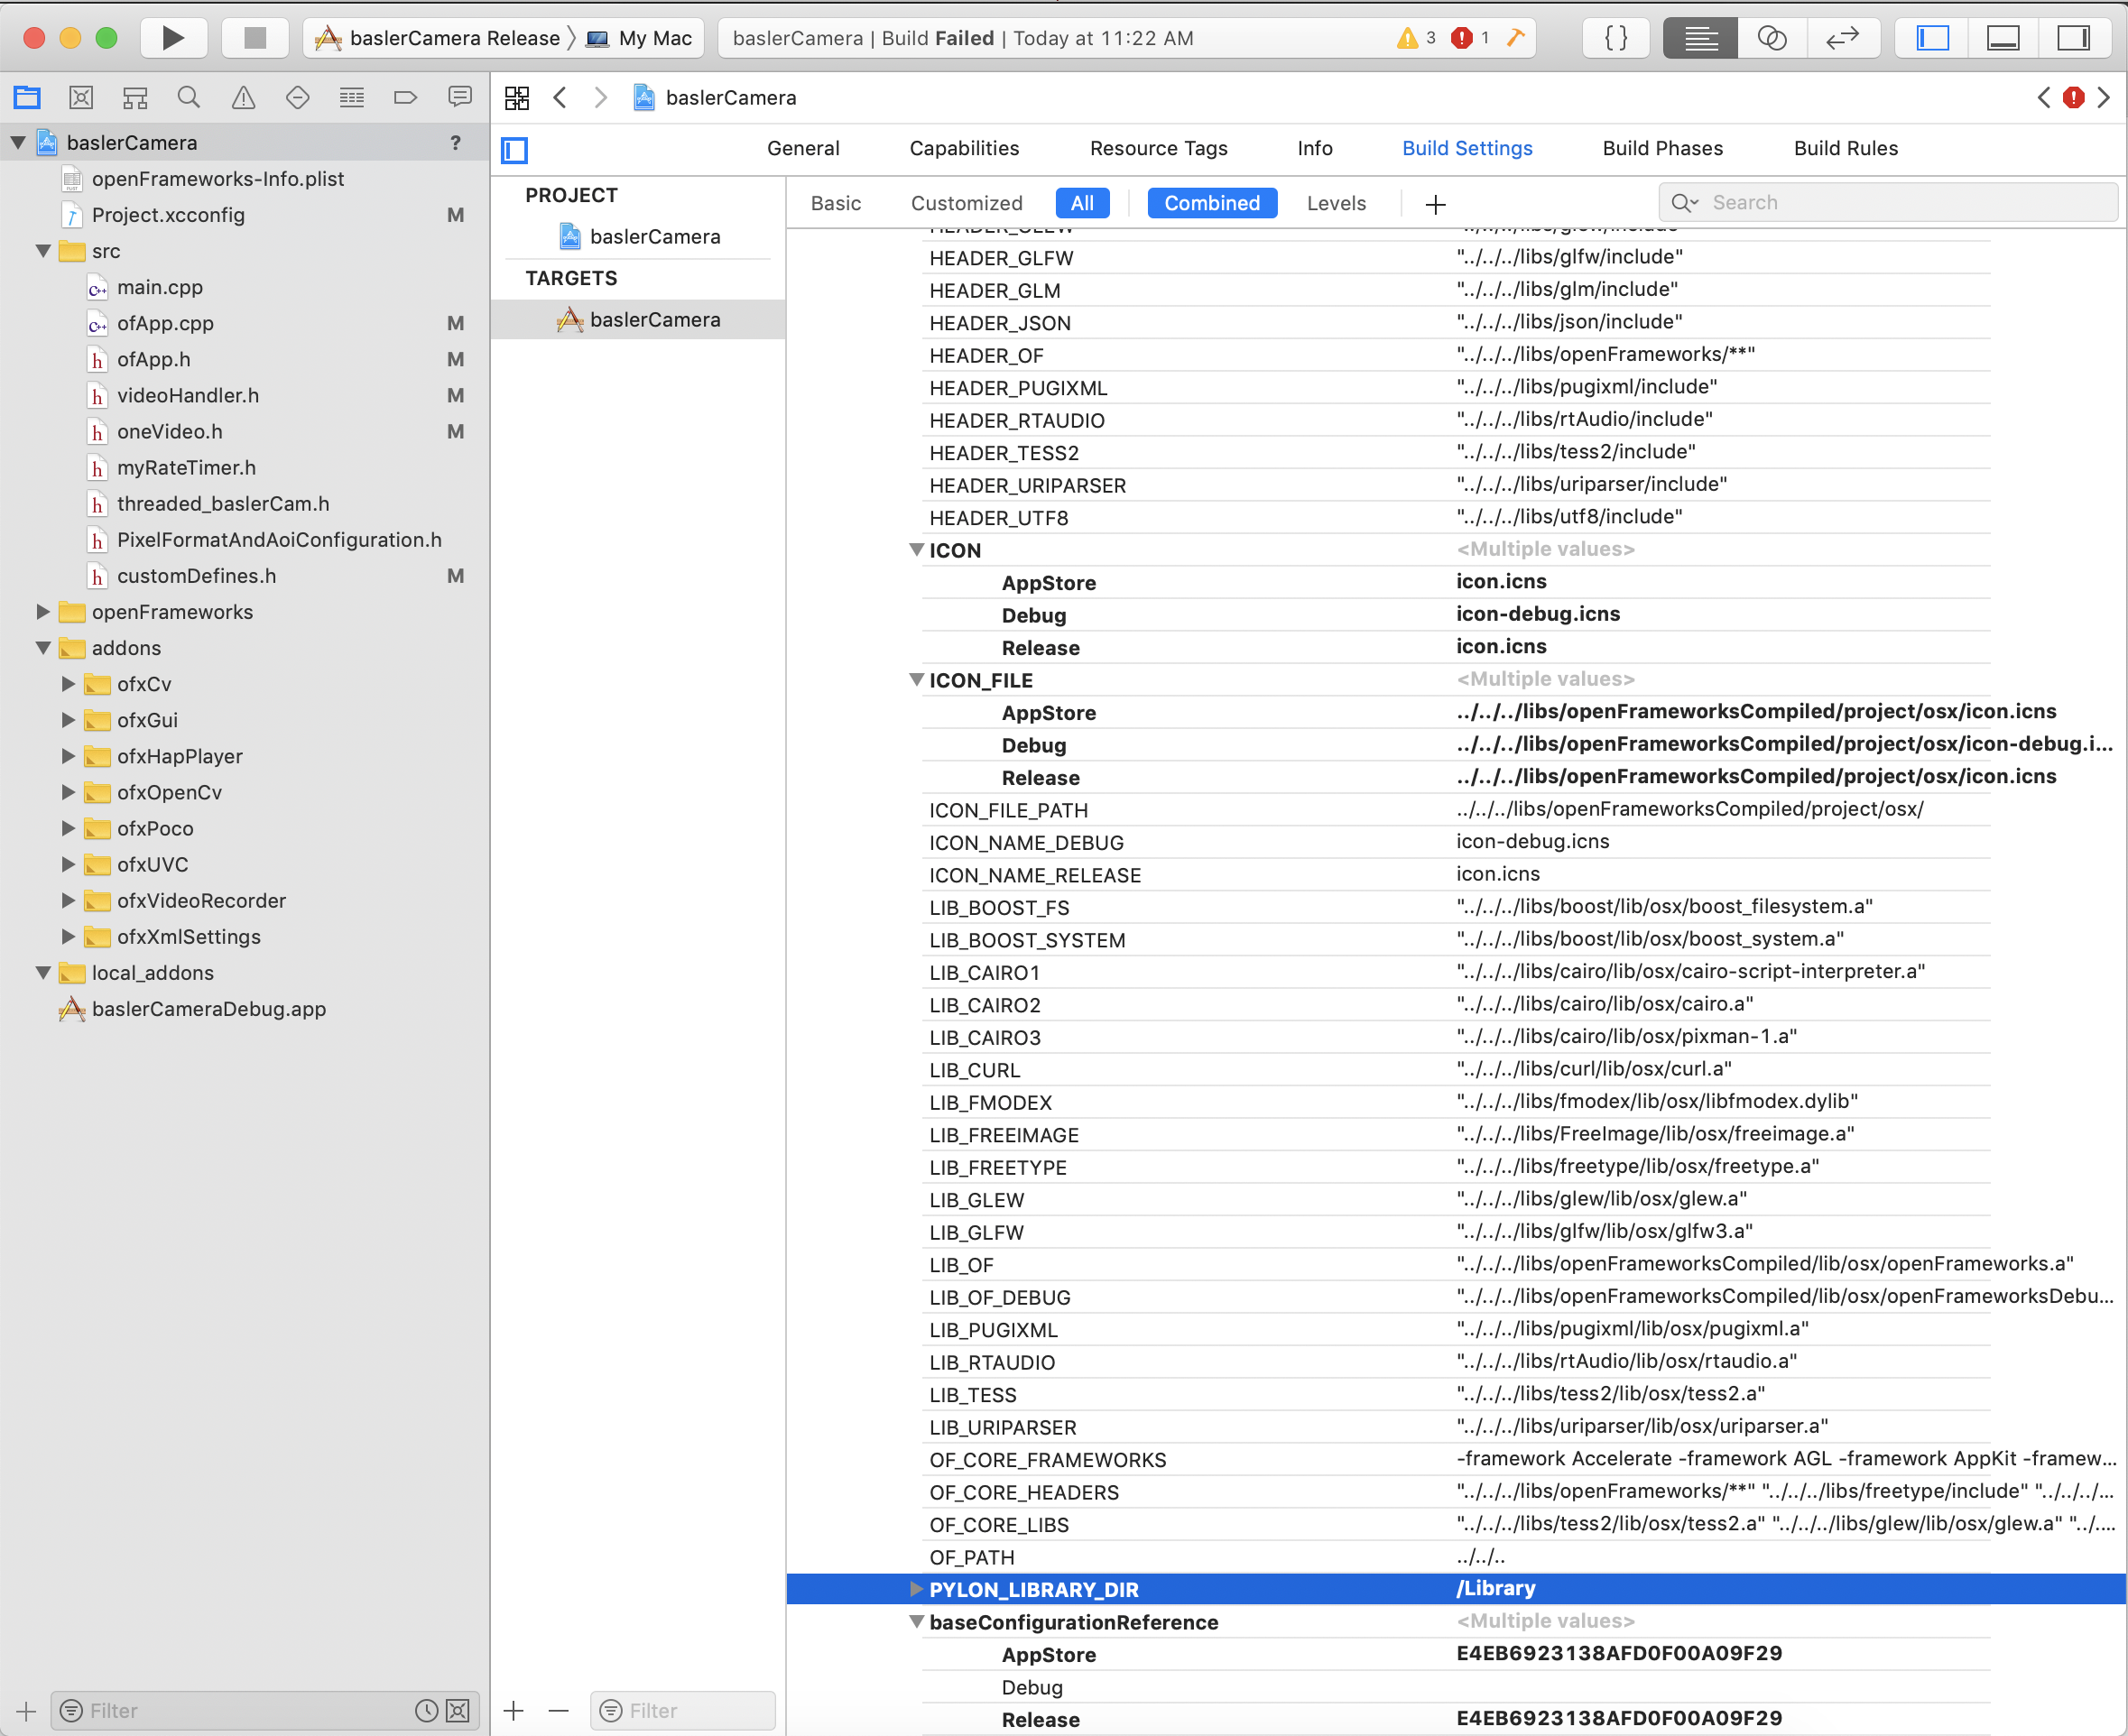 baslerCamera Release 〉 My Mac
baslerCamera | Build Failed | Today at 11:22 AM
3
1
baslerCamera
baslerCamera
?
openFrameworks-Info.plist
Project.xcconfig
M
src
main.cpp
ofApp.cpp
M
ofApp.h
M
videoHandler.h
M
oneVideo.h
M
myRateTimer.h
threaded_baslerCam.h
PixelFormatAndAoiConfiguration.h
customDefines.h
M
openFrameworks
addons
ofxCv
ofxGui
ofxHapPlayer
ofxOpenCv
ofxPoco
ofxUVC
ofxVideoRecorder
ofxXmlSettings
local_addons
baslerCameraDebug.app
Filter
General Capabilities Resource Tags Info Build Settings Build Phases Build Rules
PROJECT
baslerCamera
TARGETS
baslerCamera
Filter
Basic Customized All Combined Levels + Search
HEADER_GLEW "../../../libs/glew/include"
HEADER_GLFW "../../../libs/glfw/include"
HEADER_GLM "../../../libs/glm/include"
HEADER_JSON "../../../libs/json/include"
HEADER_OF "../../../libs/openFrameworks/**"
HEADER_PUGIXML "../../../libs/pugixml/include"
HEADER_RTAUDIO "../../../libs/rtAudio/include"
HEADER_TESS2 "../../../libs/tess2/include"
HEADER_URIPARSER "../../../libs/uriparser/include"
HEADER_UTF8 "../../../libs/utf8/include"
ICON <Multiple values>
AppStore icon.icns
Debug icon-debug.icns
Release icon.icns
ICON_FILE <Multiple values>
AppStore ../../../libs/openFrameworksCompiled/project/osx/icon.icns
Debug ../../../libs/openFrameworksCompiled/project/osx/icon-debug.i...
Release ../../../libs/openFrameworksCompiled/project/osx/icon.icns
ICON_FILE_PATH ../../../libs/openFrameworksCompiled/project/osx/
ICON_NAME_DEBUG icon-debug.icns
ICON_NAME_RELEASE icon.icns
LIB_BOOST_FS "../../../libs/boost/lib/osx/boost_filesystem.a"
LIB_BOOST_SYSTEM "../../../libs/boost/lib/osx/boost_system.a"
LIB_CAIRO1 "../../../libs/cairo/lib/osx/cairo-script-interpreter.a"
LIB_CAIRO2 "../../../libs/cairo/lib/osx/cairo.a"
LIB_CAIRO3 "../../../libs/cairo/lib/osx/pixman-1.a"
LIB_CURL "../../../libs/curl/lib/osx/curl.a"
LIB_FMODEX "../../../libs/fmodex/lib/osx/libfmodex.dylib"
LIB_FREEIMAGE "../../../libs/FreeImage/lib/osx/freeimage.a"
LIB_FREETYPE "../../../libs/freetype/lib/osx/freetype.a"
LIB_GLEW "../../../libs/glew/lib/osx/glew.a"
LIB_GLFW "../../../libs/glfw/lib/osx/glfw3.a"
LIB_OF "../../../libs/openFrameworksCompiled/lib/osx/openFrameworks.a"
LIB_OF_DEBUG "../../../libs/openFrameworksCompiled/lib/osx/openFrameworksDebu...
LIB_PUGIXML "../../../libs/pugixml/lib/osx/pugixml.a"
LIB_RTAUDIO "../../../libs/rtAudio/lib/osx/rtaudio.a"
LIB_TESS "../../../libs/tess2/lib/osx/tess2.a"
LIB_URIPARSER "../../../libs/uriparser/lib/osx/uriparser.a"
OF_CORE_FRAMEWORKS -framework Accelerate -framework AGL -framework AppKit -framew...
OF_CORE_HEADERS "../../../libs/openFrameworks/**" "../../../libs/freetype/include" "../../../...
OF_CORE_LIBS "../../../libs/tess2/lib/osx/tess2.a" "../../../libs/glew/lib/osx/glew.a" "../....
OF_PATH ../../..
PYLON_LIBRARY_DIR /Library
baseConfigurationReference <Multiple values>
AppStore E4EB6923138AFD0F00A09F29
Debug
Release E4EB6923138AFD0F00A09F29